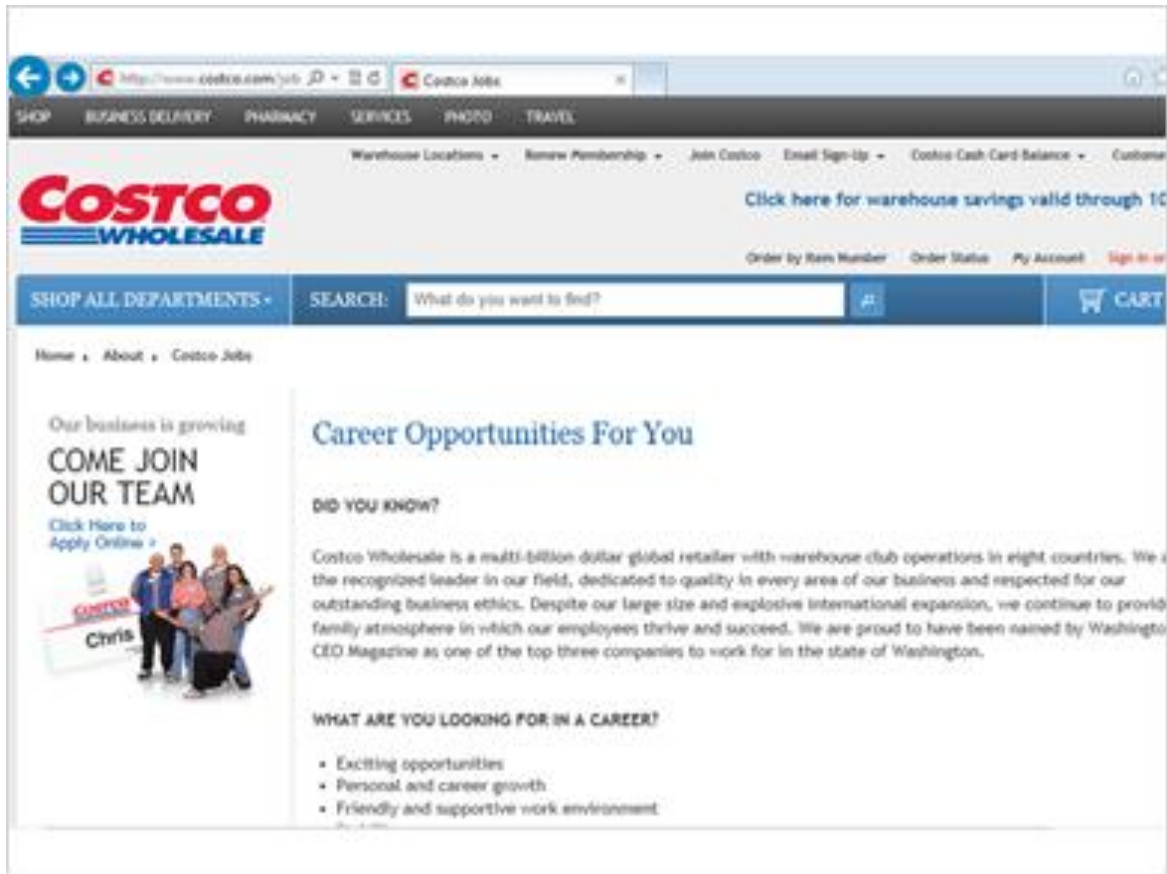 costco.com
Costco Jobs
SHOP BUSINESS DELIVERY PHARMACY SERVICES PHOTO TRAVEL
Warehouse Locations Renew Membership Join Costco Email Sign-Up Costco Cash Card Balance Custome
COSTCO
WHOLESALE
Click here for warehouse savings valid through 10
Order by Item Number Order Status My Account Sign In or
SHOP ALL DEPARTMENTS SEARCH: What do you want to find? CART
Home About Costco Jobs
Our business is growing
COME JOIN
OUR TEAM
Click Here to
Apply Online >
COSTCO
Chris
Career Opportunities For You
DID YOU KNOW?
Costco Wholesale is a multi-billion dollar global retailer with warehouse club operations in eight countries. We a
the recognized leader in our field, dedicated to quality in every area of our business and respected for our
outstanding business ethics. Despite our large size and explosive international expansion, we continue to provid
family atmosphere in which our employees thrive and succeed. We are proud to have been named by Washingto
CEO Magazine as one of the top three companies to work for in the state of Washington.
WHAT ARE YOU LOOKING FOR IN A CAREER?
• Exciting opportunities
• Personal and career growth
• Friendly and supportive work environment